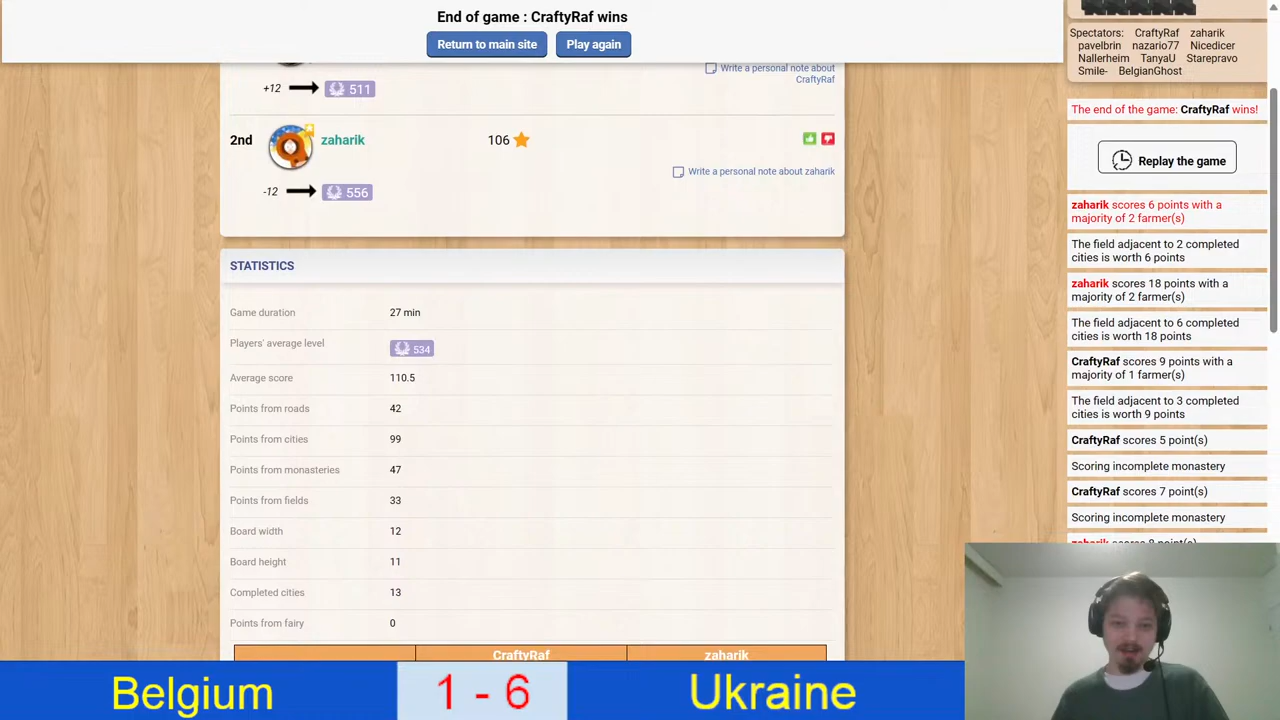 End of game : CraftyRaf wins
Return to main site Play again
Write a personal note about
CraftyRaf
+12 511
2nd zaharik 106
Write a personal note about zaharik
-12 556
STATISTICS
Game duration 27 min
Players' average level 534
Average score 110.5
Points from roads 42
Points from cities 99
Points from monasteries 47
Points from fields 33
Board width 12
Board height 11
Completed cities 13
Points from fairy 0
CraftyRaf zaharik
Spectators: CraftyRaf zaharik
pavelbrin nazario77 Nicedicer
Nallerheim TanyaU Starepravo
Smile- BelgianGhost
The end of the game: CraftyRaf wins!
Replay the game
zaharik scores 6 points with a
majority of 2 farmer(s)
The field adjacent to 2 completed
cities is worth 6 points
zaharik scores 18 points with a
majority of 2 farmer(s)
The field adjacent to 6 completed
cities is worth 18 points
CraftyRaf scores 9 points with a
majority of 1 farmer(s)
The field adjacent to 3 completed
cities is worth 9 points
CraftyRaf scores 5 point(s)
Scoring incomplete monastery
CraftyRaf scores 7 point(s)
Scoring incomplete monastery
zaharik scores 8 point(s)
Belgium 1 - 6 Ukraine